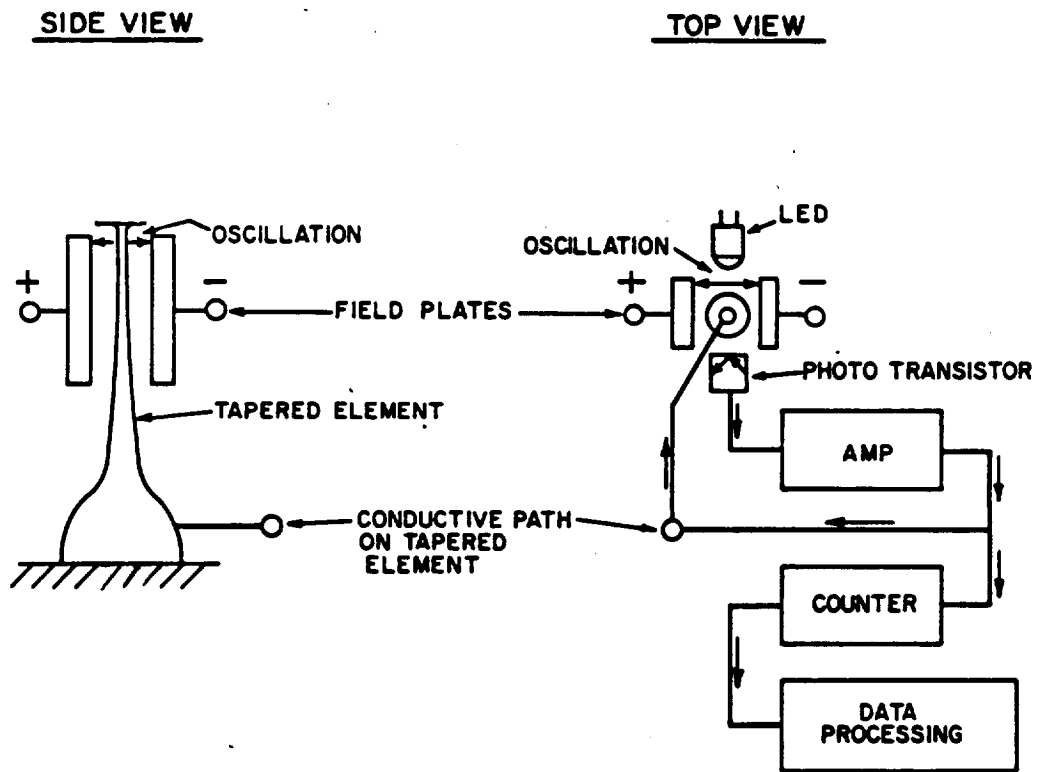 SIDE VIEW
TOP VIEW
LED
OSCILLATION
OSCILLATION
+
−
+
−
FIELD PLATES
PHOTO TRANSISTOR
TAPERED ELEMENT
AMP
CONDUCTIVE PATH
ON TAPERED
ELEMENT
COUNTER
DATA
PROCESSING